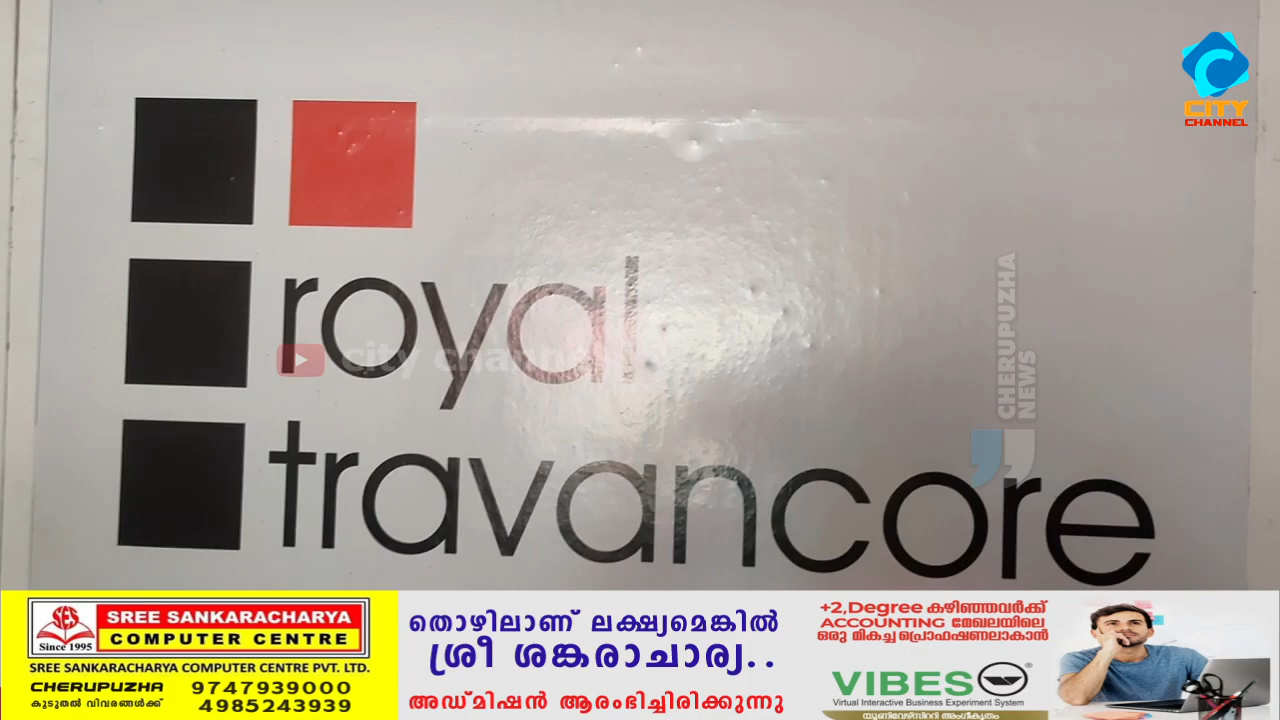 CITY
CHANNEL
royal
travancore
city channel
CHERUPUZHA
NEWS
SREE SANKARACHARYA
COMPUTER CENTRE
Since 1995
SREE SANKARACHARYA COMPUTER CENTRE PVT. LTD.
CHERUPUZHA 9747939000
കൂടുതൽ വിവരങ്ങൾക്ക് 4985243939
തൊഴിലാണ് ലക്ഷ്യമെങ്കിൽ
ശ്രീ ശങ്കരാചാര്യ..
അഡ്മിഷൻ ആരംഭിച്ചിരിക്കുന്നു
+2,Degree കഴിഞ്ഞവർക്ക്
ACCOUNTING മേഖലയിലെ
ഒരു മികച്ച പ്രൊഫഷണലാകാൻ
VIBES
Virtual Interactive Business Experiment System
യൂണിവേഴ്സിറ്റി അംഗീകൃതം